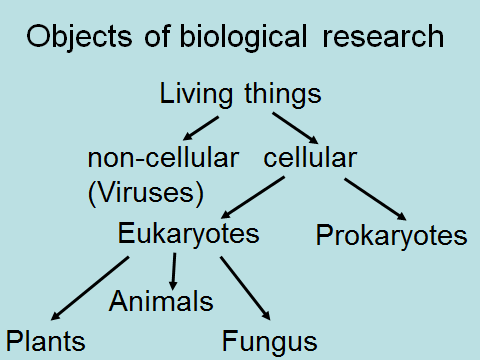 Objects of biological research
Living things
non-cellular cellular
(Viruses)
Eukaryotes
Prokaryotes
Animals
Plants
Fungus